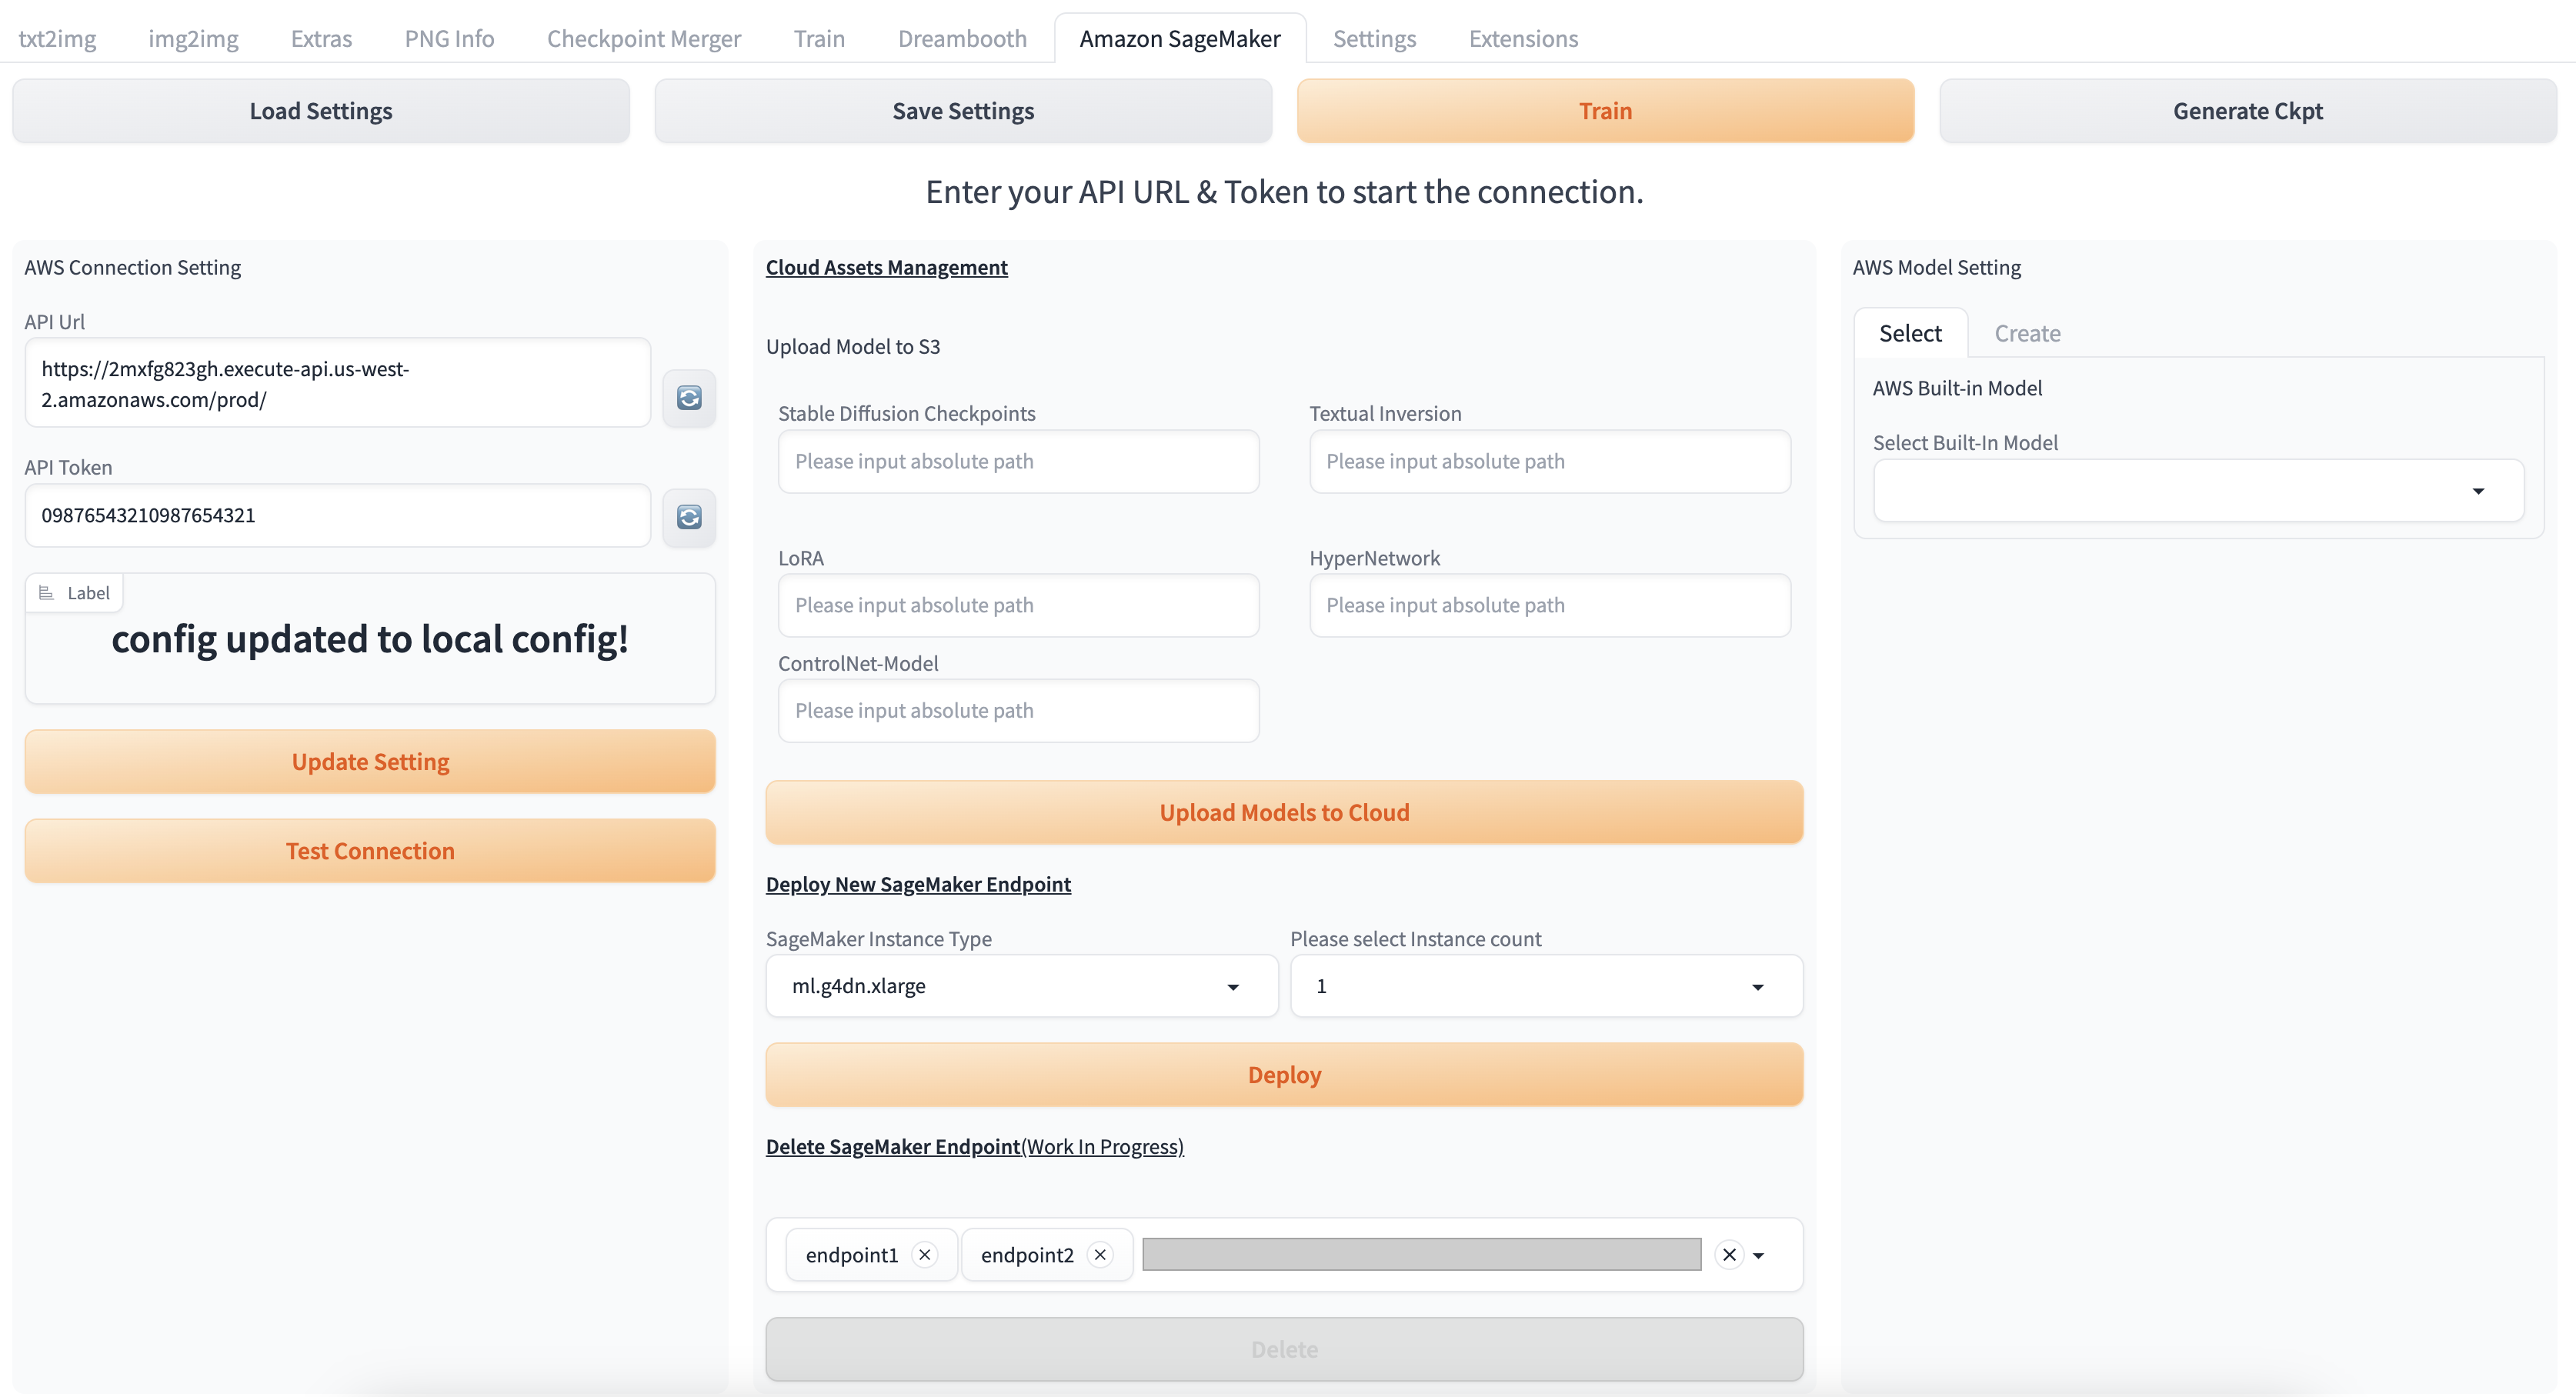 txt2img img2img Extras PNG Info Checkpoint Merger Train Dreambooth Amazon SageMaker Settings Extensions
Load Settings Save Settings Train Generate Ckpt
Enter your API URL & Token to start the connection.
AWS Connection Setting
API Url
https://2mxfg823gh.execute-api.us-west-
2.amazonaws.com/prod/
API Token
09876543210987654321
Label
config updated to local config!
Update Setting
Test Connection
Cloud Assets Management
Upload Model to S3
Stable Diffusion Checkpoints Textual Inversion
Please input absolute path Please input absolute path
LoRA HyperNetwork
Please input absolute path Please input absolute path
ControlNet-Model
Please input absolute path
Upload Models to Cloud
Deploy New SageMaker Endpoint
SageMaker Instance Type Please select Instance count
ml.g4dn.xlarge 1
Deploy
Delete SageMaker Endpoint(Work In Progress)
endpoint1 endpoint2
Delete
AWS Model Setting
Select Create
AWS Built-in Model
Select Built-In Model